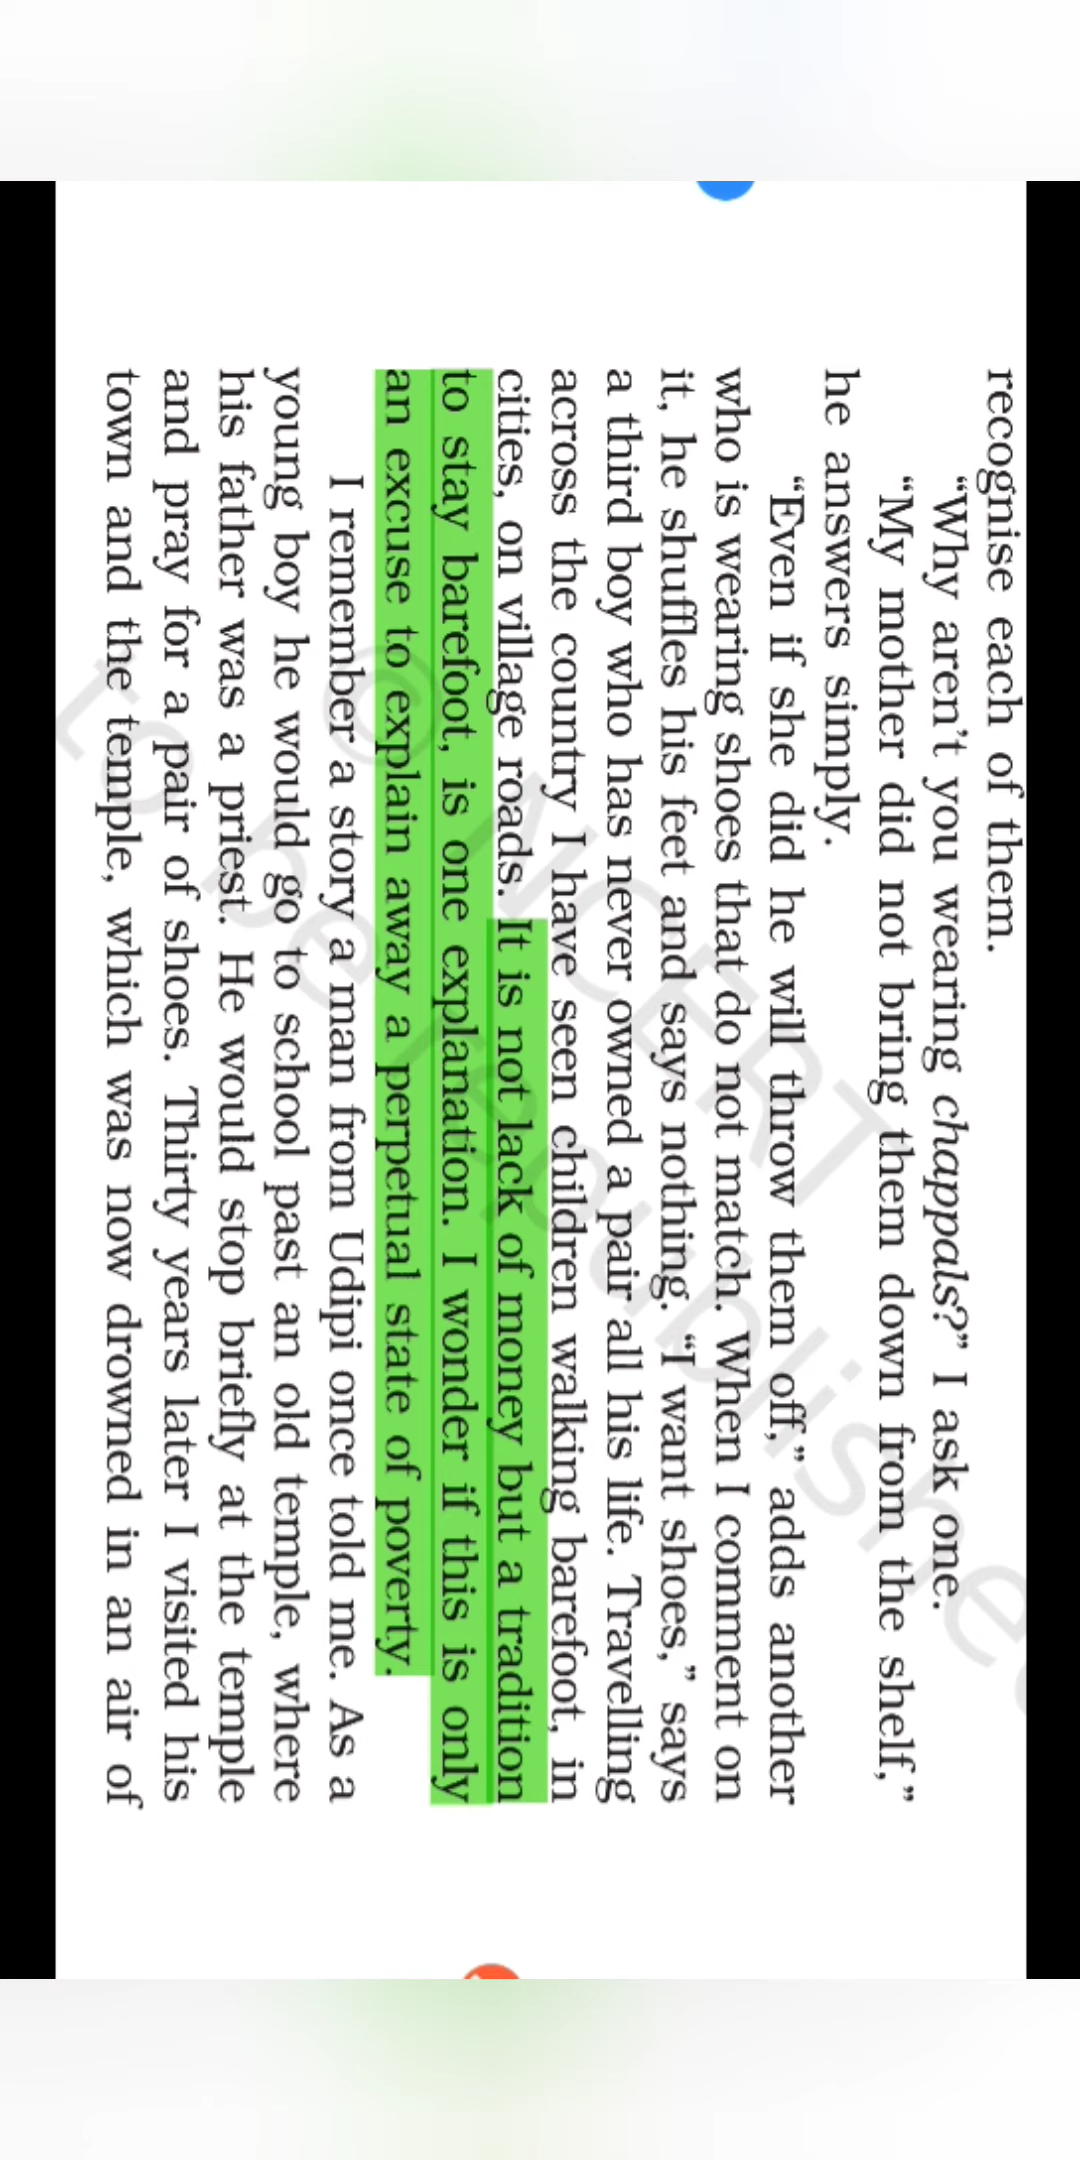 recognise each of them.
“Why aren’t you wearing chappals?” I ask one.
“My mother did not bring them down from the shelf,”
he answers simply.
“Even if she did he will throw them off,” adds another
who is wearing shoes that do not match. When I comment on
it, he shuffles his feet and says nothing. “I want shoes,” says
a third boy who has never owned a pair all his life. Travelling
across the country I have seen children walking barefoot, in
cities, on village roads. It is not lack of money but a tradition
to stay barefoot, is one explanation. I wonder if this is only
an excuse to explain away a perpetual state of poverty.
I remember a story a man from Udipi once told me. As a
young boy he would go to school past an old temple, where
his father was a priest. He would stop briefly at the temple
and pray for a pair of shoes. Thirty years later I visited his
town and the temple, which was now drowned in an air of
© NCERT
to be republished